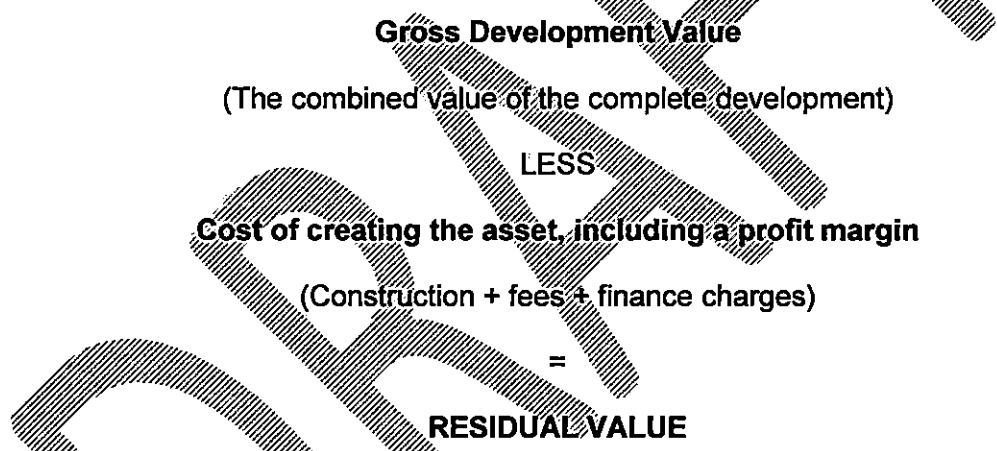 Gross Development Value
(The combined value of the complete development)
LESS
Cost of creating the asset, including a profit margin
(Construction + fees + finance charges)
=
RESIDUAL VALUE